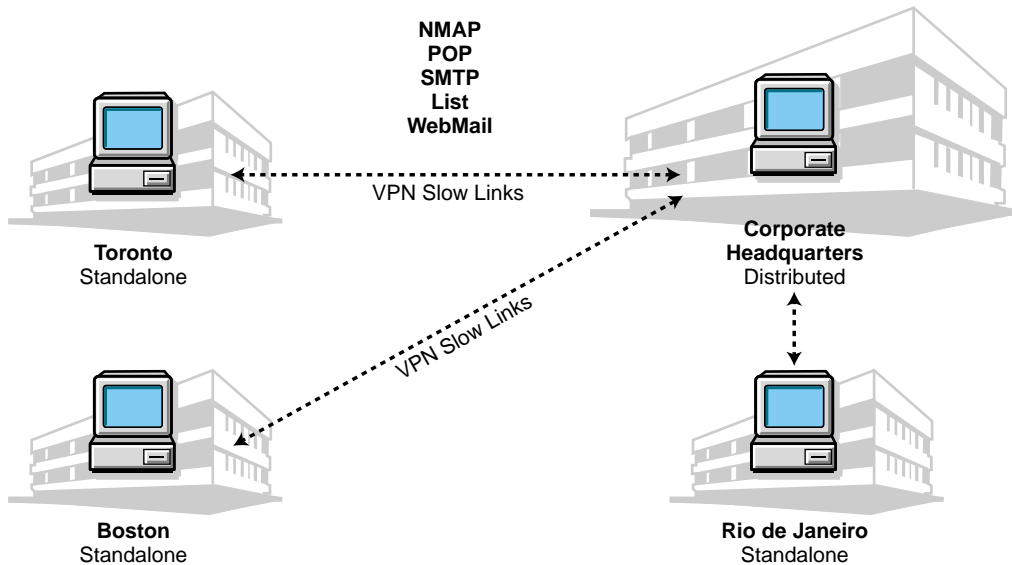 NMAP
POP
SMTP
List
WebMail
VPN Slow Links
Toronto
Standalone
Corporate
Headquarters
Distributed
VPN Slow Links
Boston
Standalone
Rio de Janeiro
Standalone